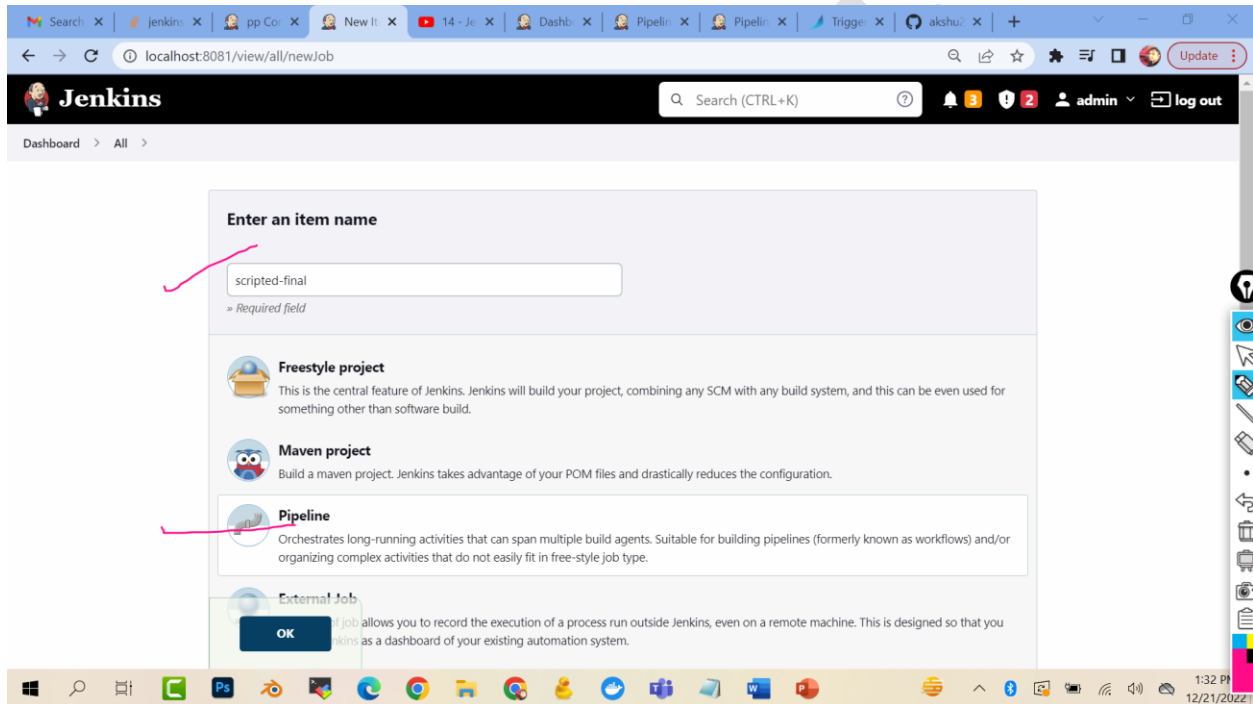 Search
jenkins
pp Cor
New It
14 - Je
Dashb
Pipelin
Pipelin
Trigger
akshu2
localhost:8081/view/all/newJob
Update
Jenkins
Search (CTRL+K)
3
2
admin
log out
Dashboard > All >
Enter an item name
scripted-final
» Required field
Freestyle project
This is the central feature of Jenkins. Jenkins will build your project, combining any SCM with any build system, and this can be even used for
something other than software build.
Maven project
Build a maven project. Jenkins takes advantage of your POM files and drastically reduces the configuration.
Pipeline
Orchestrates long-running activities that can span multiple build agents. Suitable for building pipelines (formerly known as workflows) and/or
organizing complex activities that do not easily fit in free-style job type.
External Job
job allows you to record the execution of a process run outside Jenkins, even on a remote machine. This is designed so that you
OK
as a dashboard of your existing automation system.
1:32 PM
12/21/2022